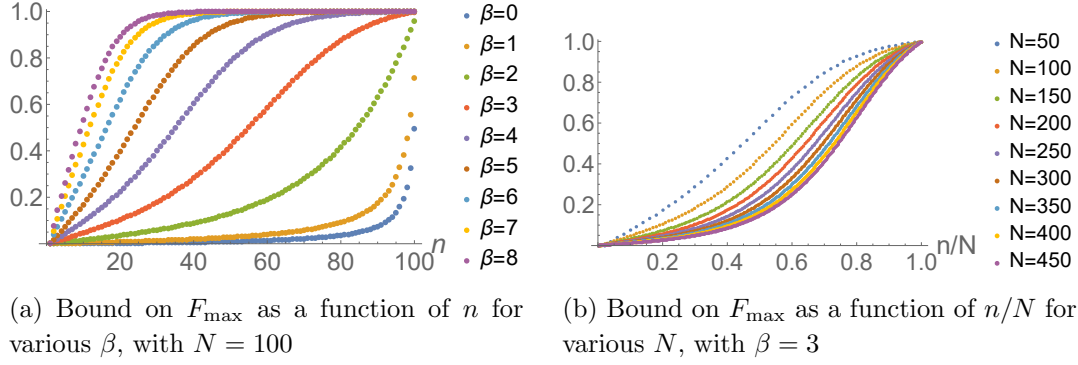 1.0
0.8
0.6
0.4
0.2
20 40 60 80 100 n
β=0
β=1
β=2
β=3
β=4
β=5
β=6
β=7
β=8
(a) Bound on F_max as a function of n for
various β, with N = 100
1.0
0.8
0.6
0.4
0.2
0.2 0.4 0.6 0.8 1.0 n/N
N=50
N=100
N=150
N=200
N=250
N=300
N=350
N=400
N=450
(b) Bound on F_max as a function of n/N for
various N, with β = 3